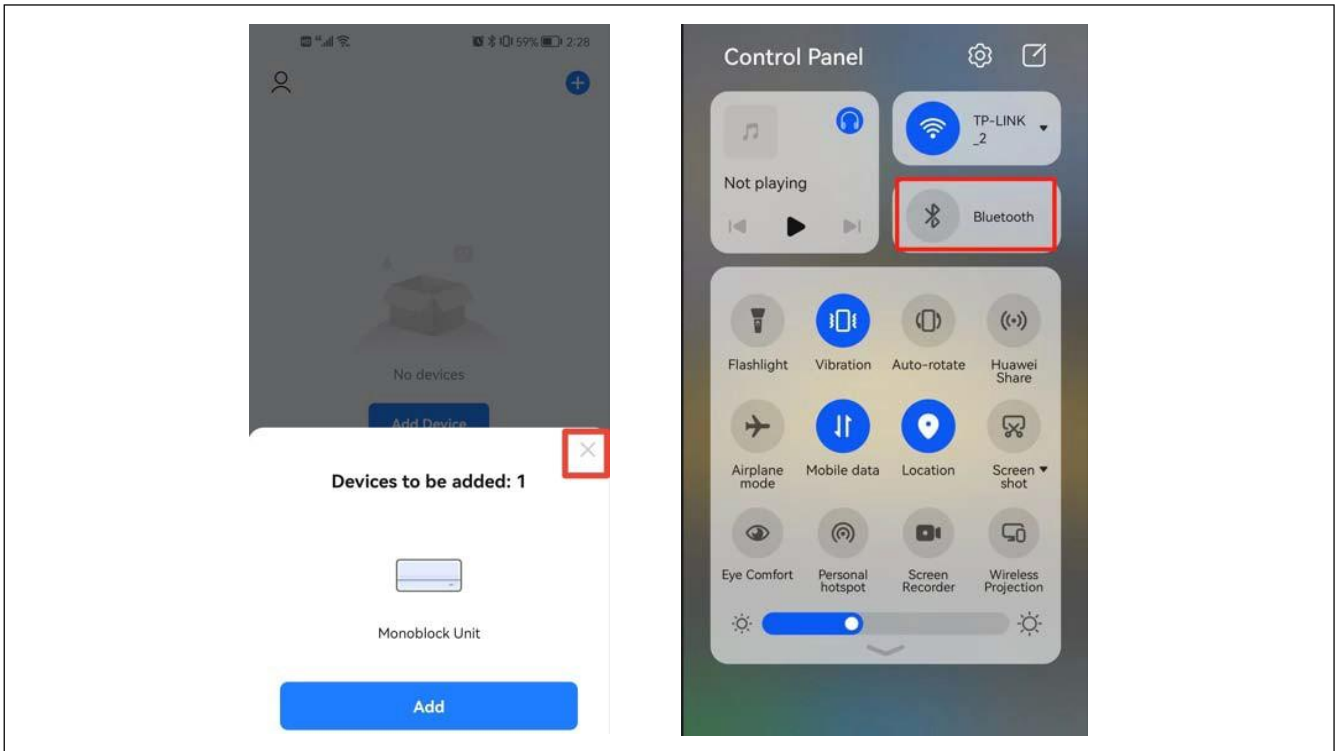 59% 2:28
No devices
Add Device
Devices to be added: 1
Monoblock Unit
Add
Control Panel
TP-LINK
_2
Not playing
Bluetooth
Flashlight
Vibration
Auto-rotate
Huawei
Share
Airplane
mode
Mobile data
Location
Screen
shot
Eye Comfort
Personal
hotspot
Screen
Recorder
Wireless
Projection